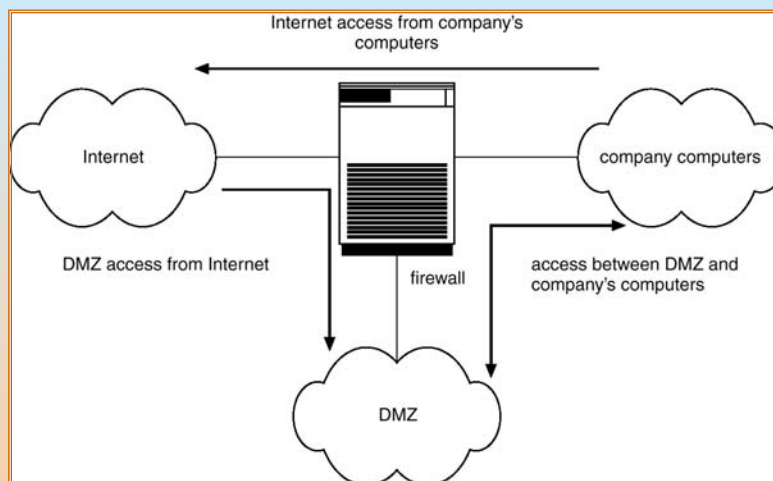 Internet access from company's
computers
Internet
company computers
DMZ access from Internet
firewall
access between DMZ and
company's computers
DMZ